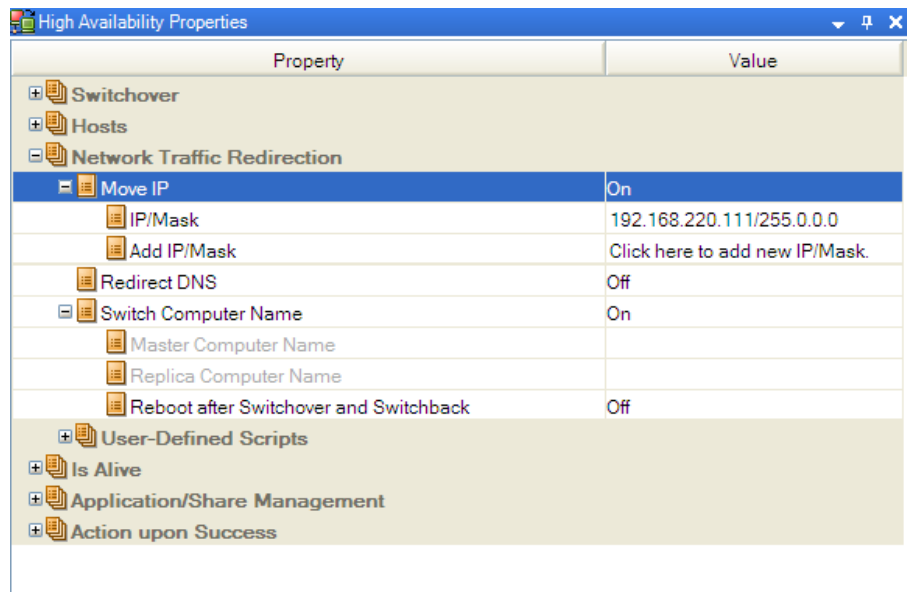 High Availability Properties
Property Value
Switchover
Hosts
Network Traffic Redirection
Move IP On
IP/Mask 192.168.220.111/255.0.0.0
Add IP/Mask Click here to add new IP/Mask.
Redirect DNS Off
Switch Computer Name On
Master Computer Name
Replica Computer Name
Reboot after Switchover and Switchback Off
User-Defined Scripts
Is Alive
Application/Share Management
Action upon Success